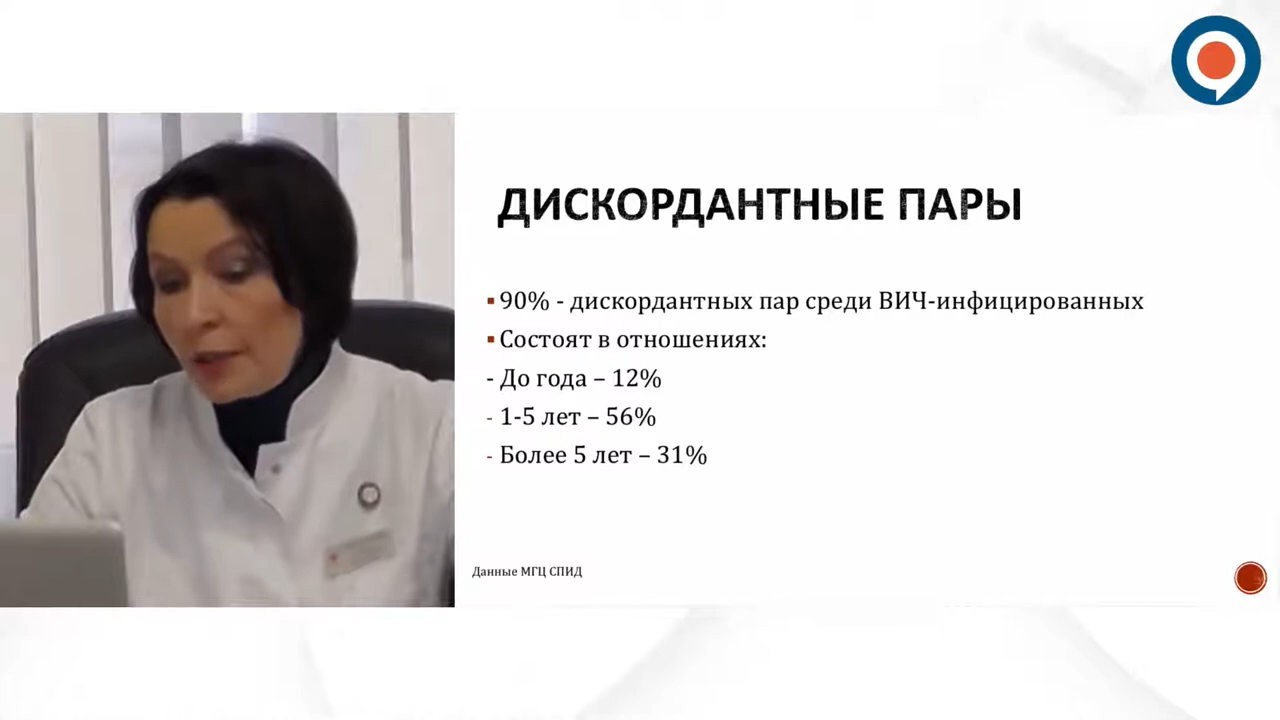 ДИСКОРДАНТНЫЕ ПАРЫ
▪ 90% - дискордантных пар среди ВИЧ-инфицированных
▪ Состоят в отношениях:
- До года – 12%
- 1-5 лет – 56%
- Более 5 лет – 31%
Данные МГЦ СПИД